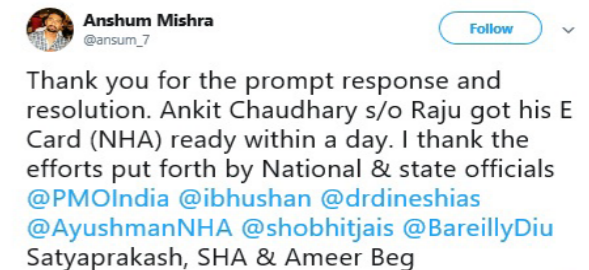 Anshum Mishra
@ansum_7
Follow
Thank you for the prompt response and
resolution. Ankit Chaudhary s/o Raju got his E
Card (NHA) ready within a day. I thank the
efforts put forth by National & state officials
@PMOIndia @ibhushan @drdineshias
@AyushmanNHA @shobhitjais @BareillyDiu
Satyaprakash, SHA & Ameer Beg